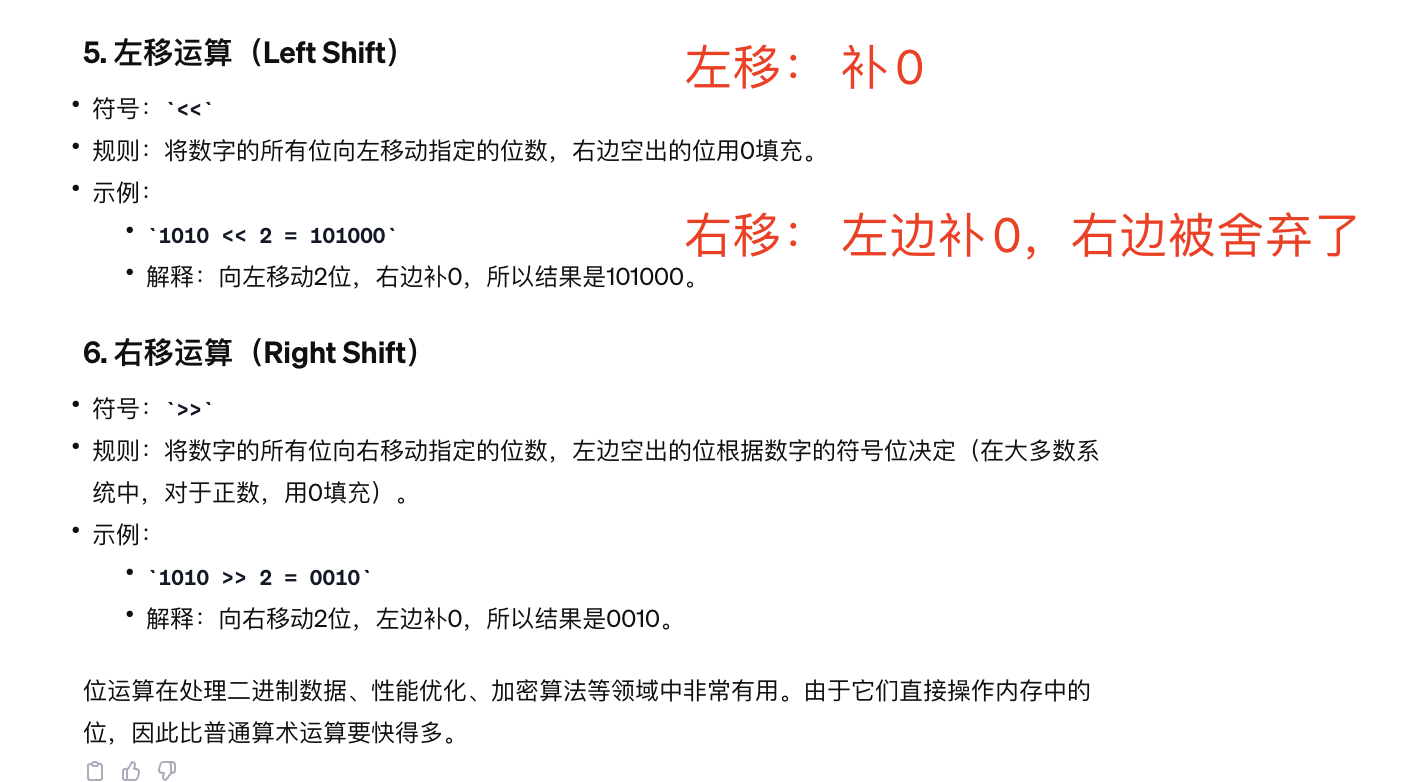 5. 左移运算（Left Shift）
左移： 补0
• 符号：`<<`
• 规则：将数字的所有位向左移动指定的位数，右边空出的位用0填充。
• 示例：
• `1010 << 2 = 101000`
右移： 左边补0，右边被舍弃了
• 解释：向左移动2位，右边补0，所以结果是101000。
6. 右移运算（Right Shift）
• 符号：`>>`
• 规则：将数字的所有位向右移动指定的位数，左边空出的位根据数字的符号位决定（在大多数系
统中，对于正数，用0填充）。
• 示例：
• `1010 >> 2 = 0010`
• 解释：向右移动2位，左边补0，所以结果是0010。
位运算在处理二进制数据、性能优化、加密算法等领域中非常有用。由于它们直接操作内存中的
位，因此比普通算术运算要快得多。